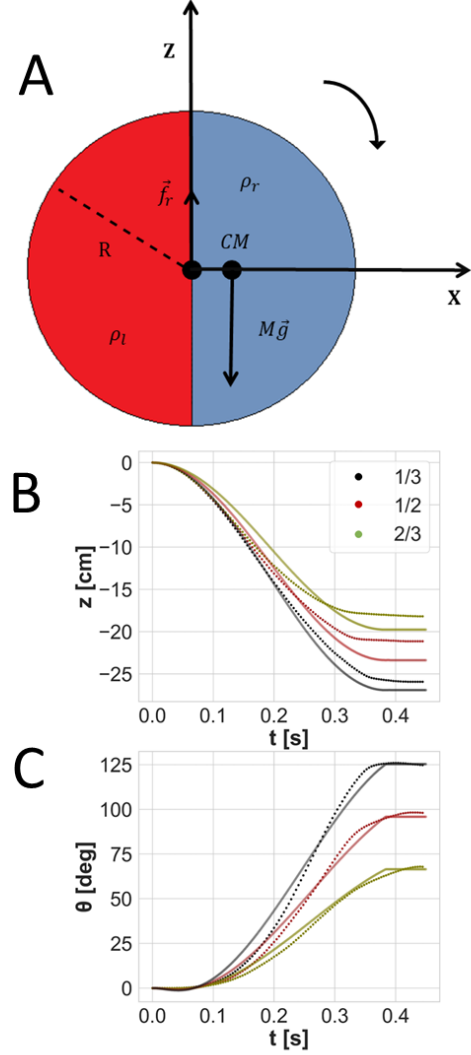 A
z
f⃗ᵣ
ρᵣ
CM
R
x
ρₗ
Mg⃗
B
0
−5
−10
−15
−20
−25
z [cm]
1/3
1/2
2/3
0.0 0.1 0.2 0.3 0.4
t [s]
C
125
100
75
50
25
0
θ [deg]
0.0 0.1 0.2 0.3 0.4
t [s]